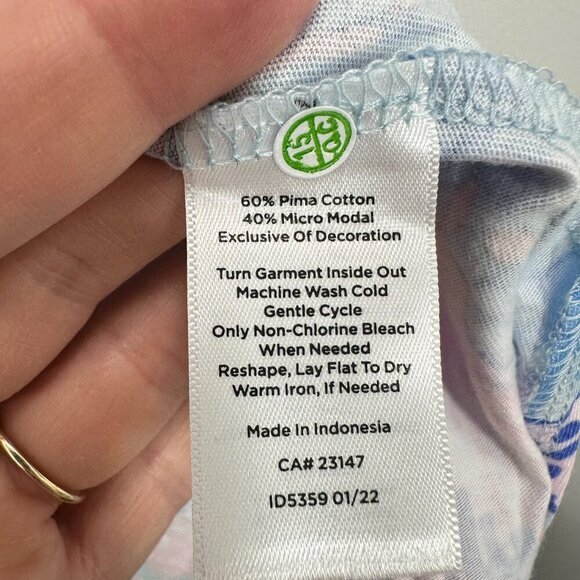 15
QC
60% Pima Cotton
40% Micro Modal
Exclusive Of Decoration
Turn Garment Inside Out
Machine Wash Cold
Gentle Cycle
Only Non-Chlorine Bleach
When Needed
Reshape, Lay Flat To Dry
Warm Iron, If Needed
Made In Indonesia
CA# 23147
ID5359 01/22